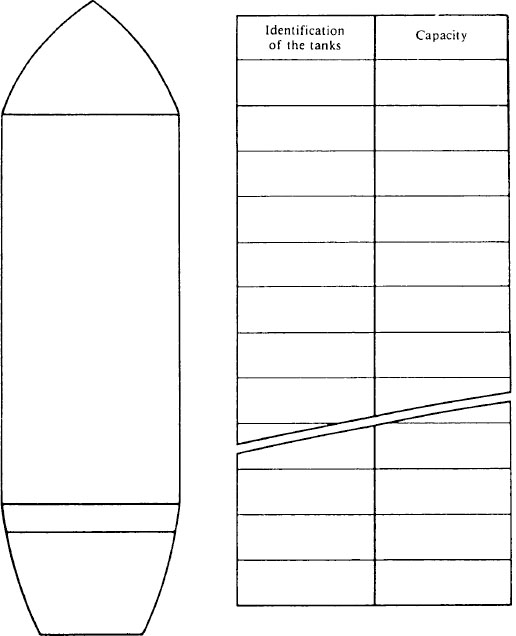 Identification
of the tanks
Capacity